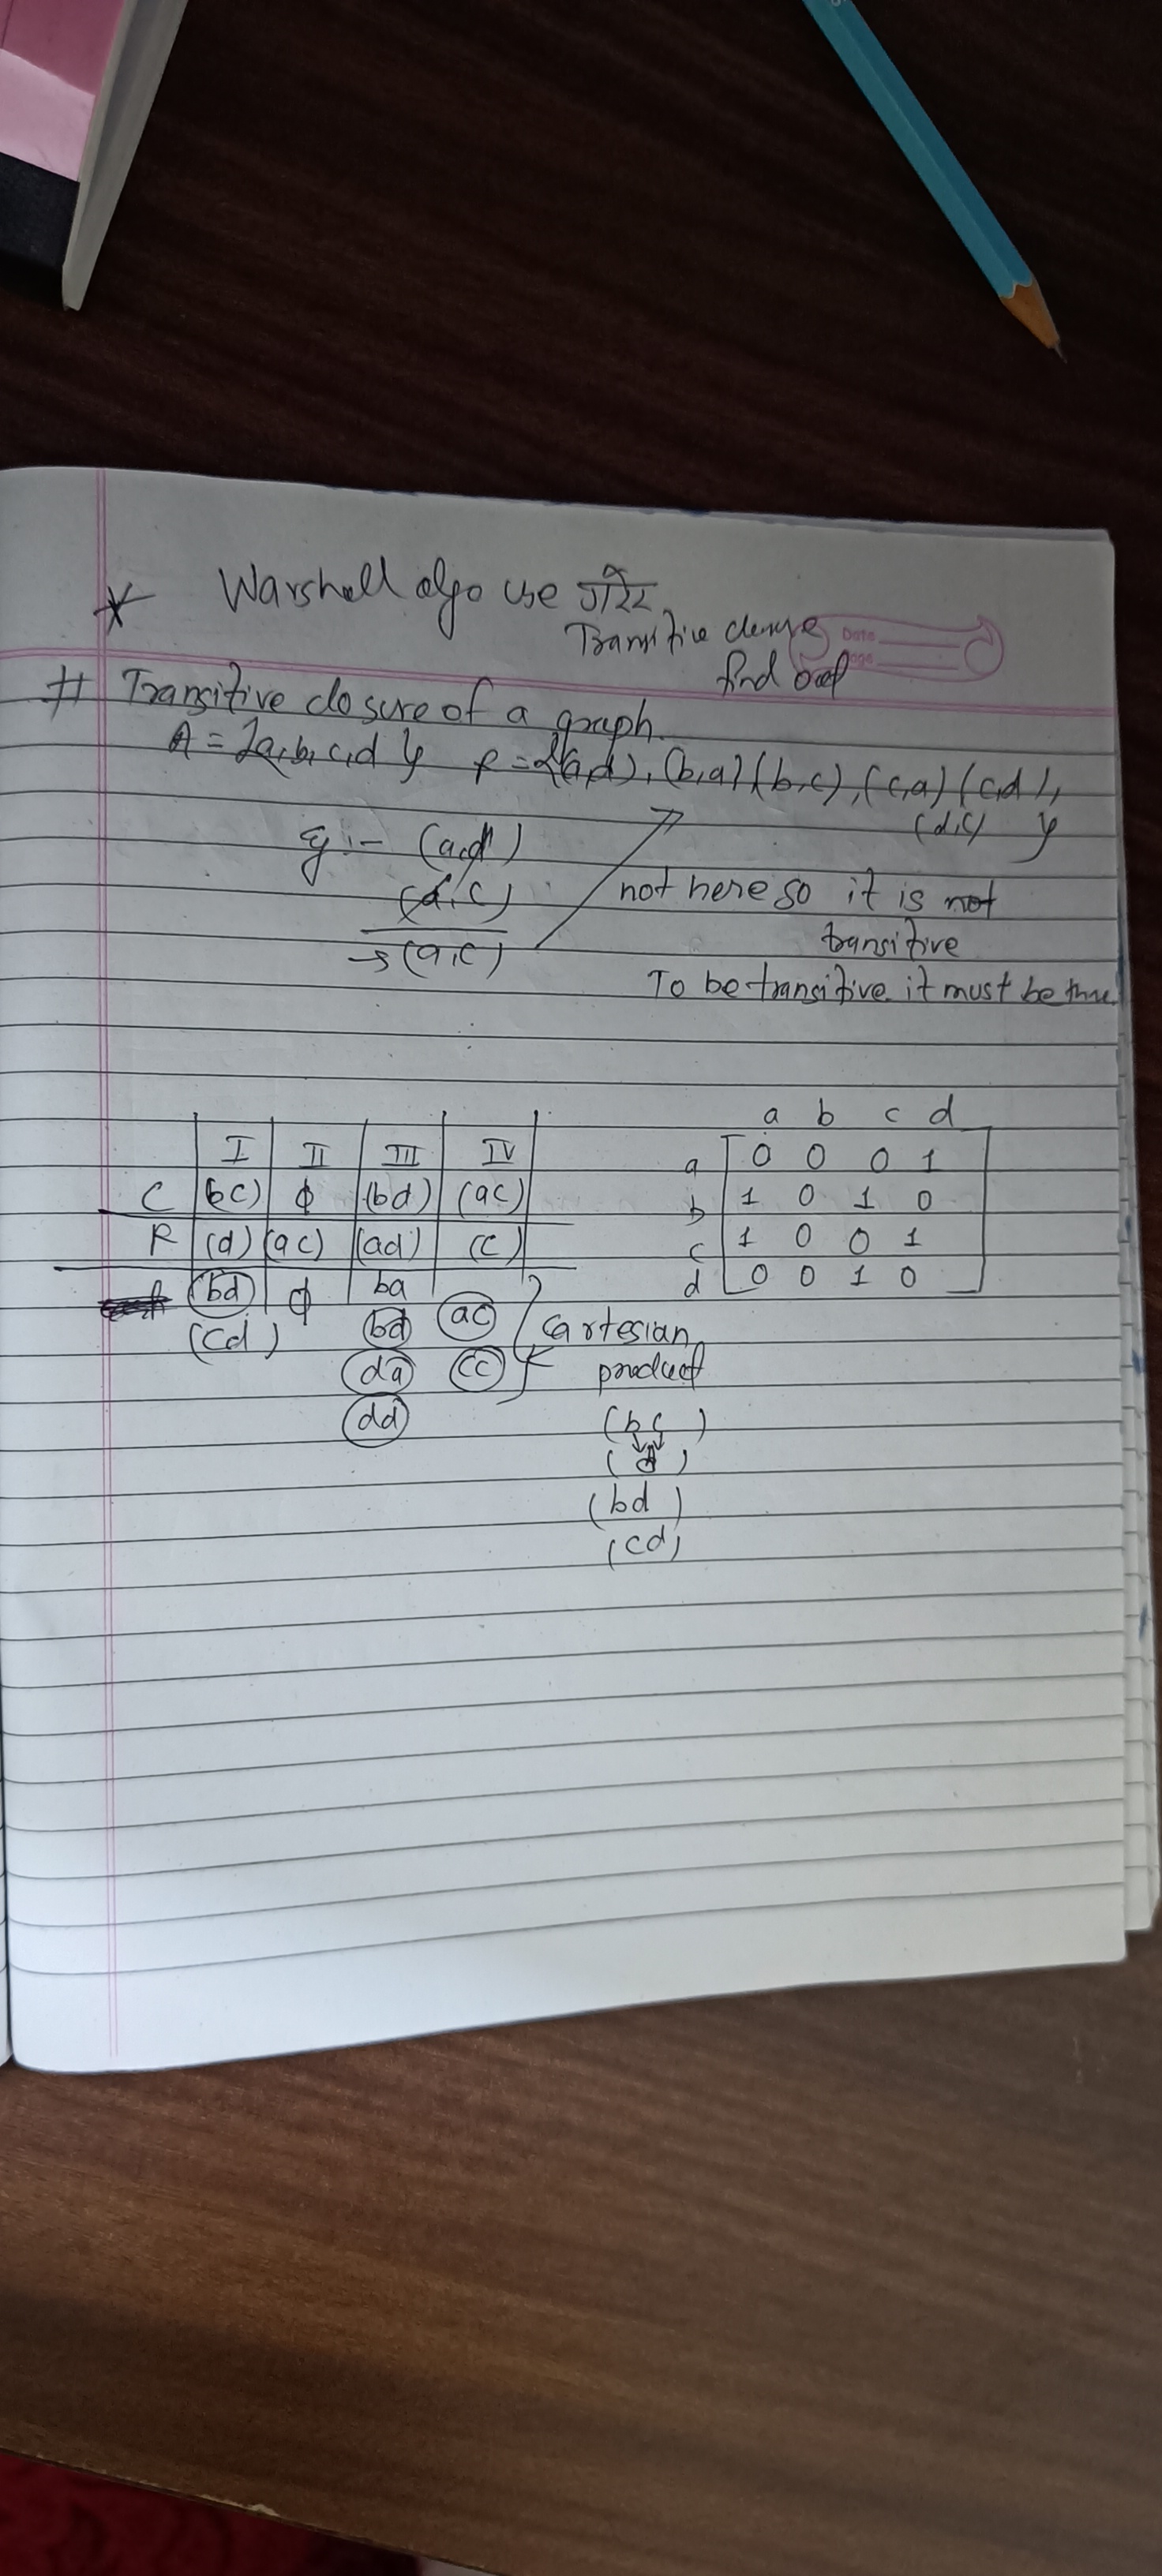 * Warshall algo use गरेर
Transitive closure
find out
Date
Page
# Transitive closure of a graph.
A = {a, b, c, d } R = {(a,d), (b,a) (b,c), (c,a) (c,d),
(d,c) }
eg :- (a,d)
(d,c)
→ (a,c)
not here so it is not
transitive
To be transitive it must be there
I II III IV
C (bc) ϕ (bd) (ac)
R (d) (ac) (ad) (c)
bd ϕ ba
(cd) bd ac
da cc
dd
Cartesian
product
(bc)
(d)
(bd)
(cd)
a b c d
a 0 0 0 1
b 1 0 1 0
c 1 0 0 1
d 0 0 1 0